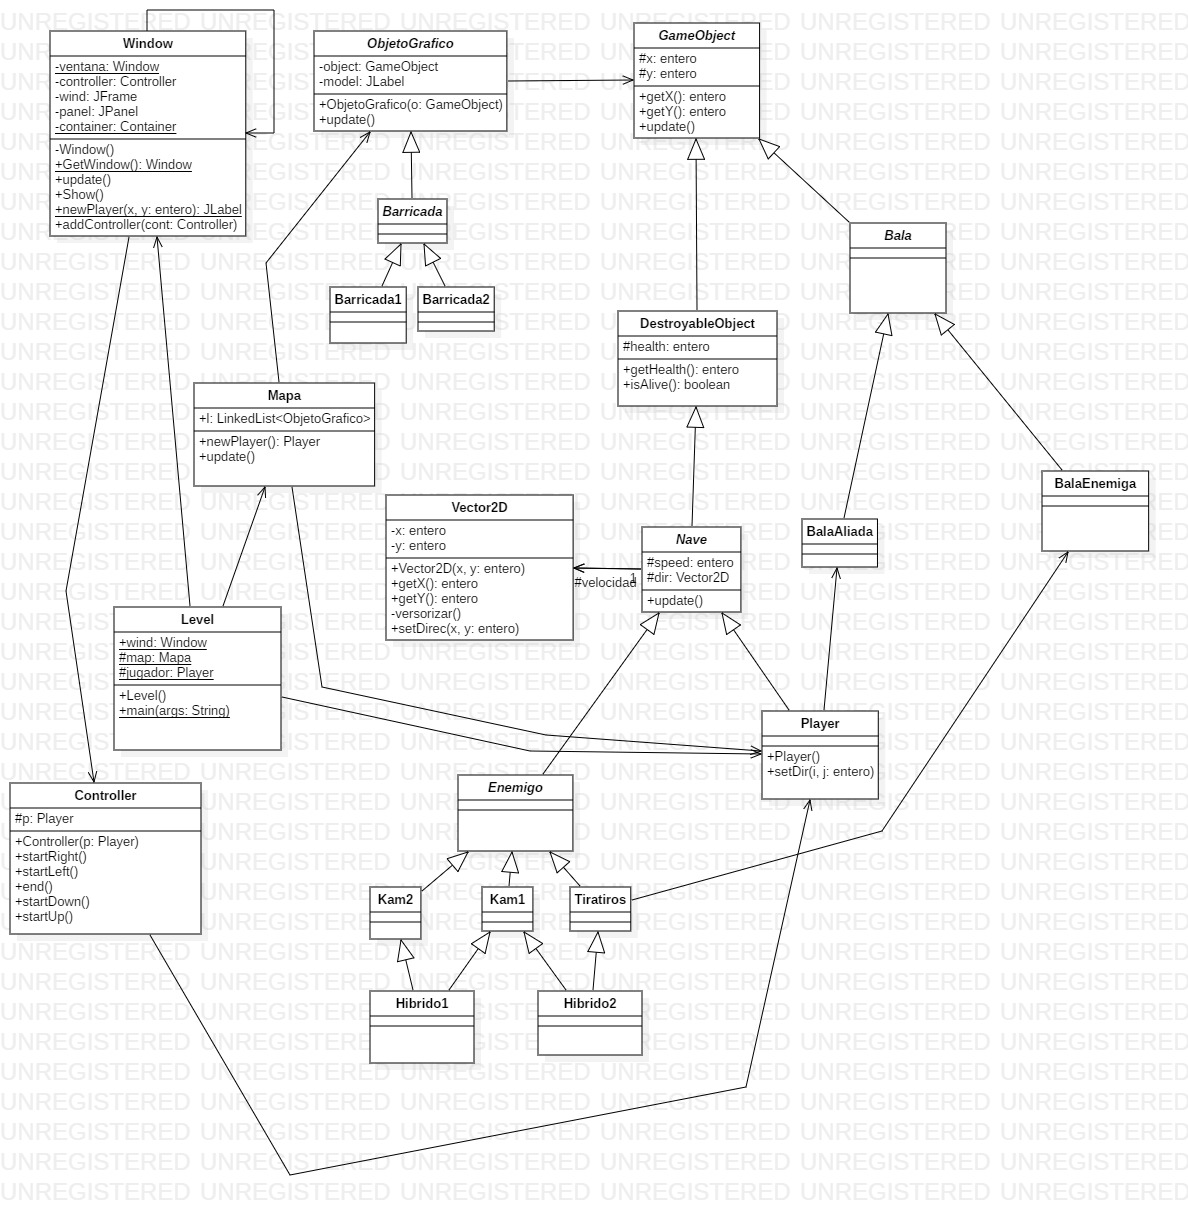 Window
-ventana: Window
-controller: Controller
-wind: JFrame
-panel: JPanel
-container: Container
-Window()
+GetWindow(): Window
+update()
+Show()
+newPlayer(x, y: entero): JLabel
+addController(cont: Controller)
ObjetoGrafico
-object: GameObject
-model: JLabel
+ObjetoGrafico(o: GameObject)
+update()
GameObject
#x: entero
#y: entero
+getX(): entero
+getY(): entero
+update()
Barricada
Bala
Barricada1
Barricada2
DestroyableObject
#health: entero
+getHealth(): entero
+isAlive(): boolean
Mapa
+l: LinkedList<ObjetoGrafico>
+newPlayer(): Player
+update()
Vector2D
-x: entero
-y: entero
+Vector2D(x, y: entero)
+getX(): entero
+getY(): entero
-versorizar()
+setDirec(x, y: entero)
#velocidad
1
Nave
#speed: entero
#dir: Vector2D
+update()
BalaAliada
BalaEnemiga
Level
+wind: Window
#map: Mapa
#jugador: Player
+Level()
+main(args: String)
Player
+Player()
+setDir(i, j: entero)
Controller
#p: Player
+Controller(p: Player)
+startRight()
+startLeft()
+end()
+startDown()
+startUp()
Enemigo
Kam2
Kam1
Tiratiros
Hibrido1
Hibrido2
UNREGISTERED